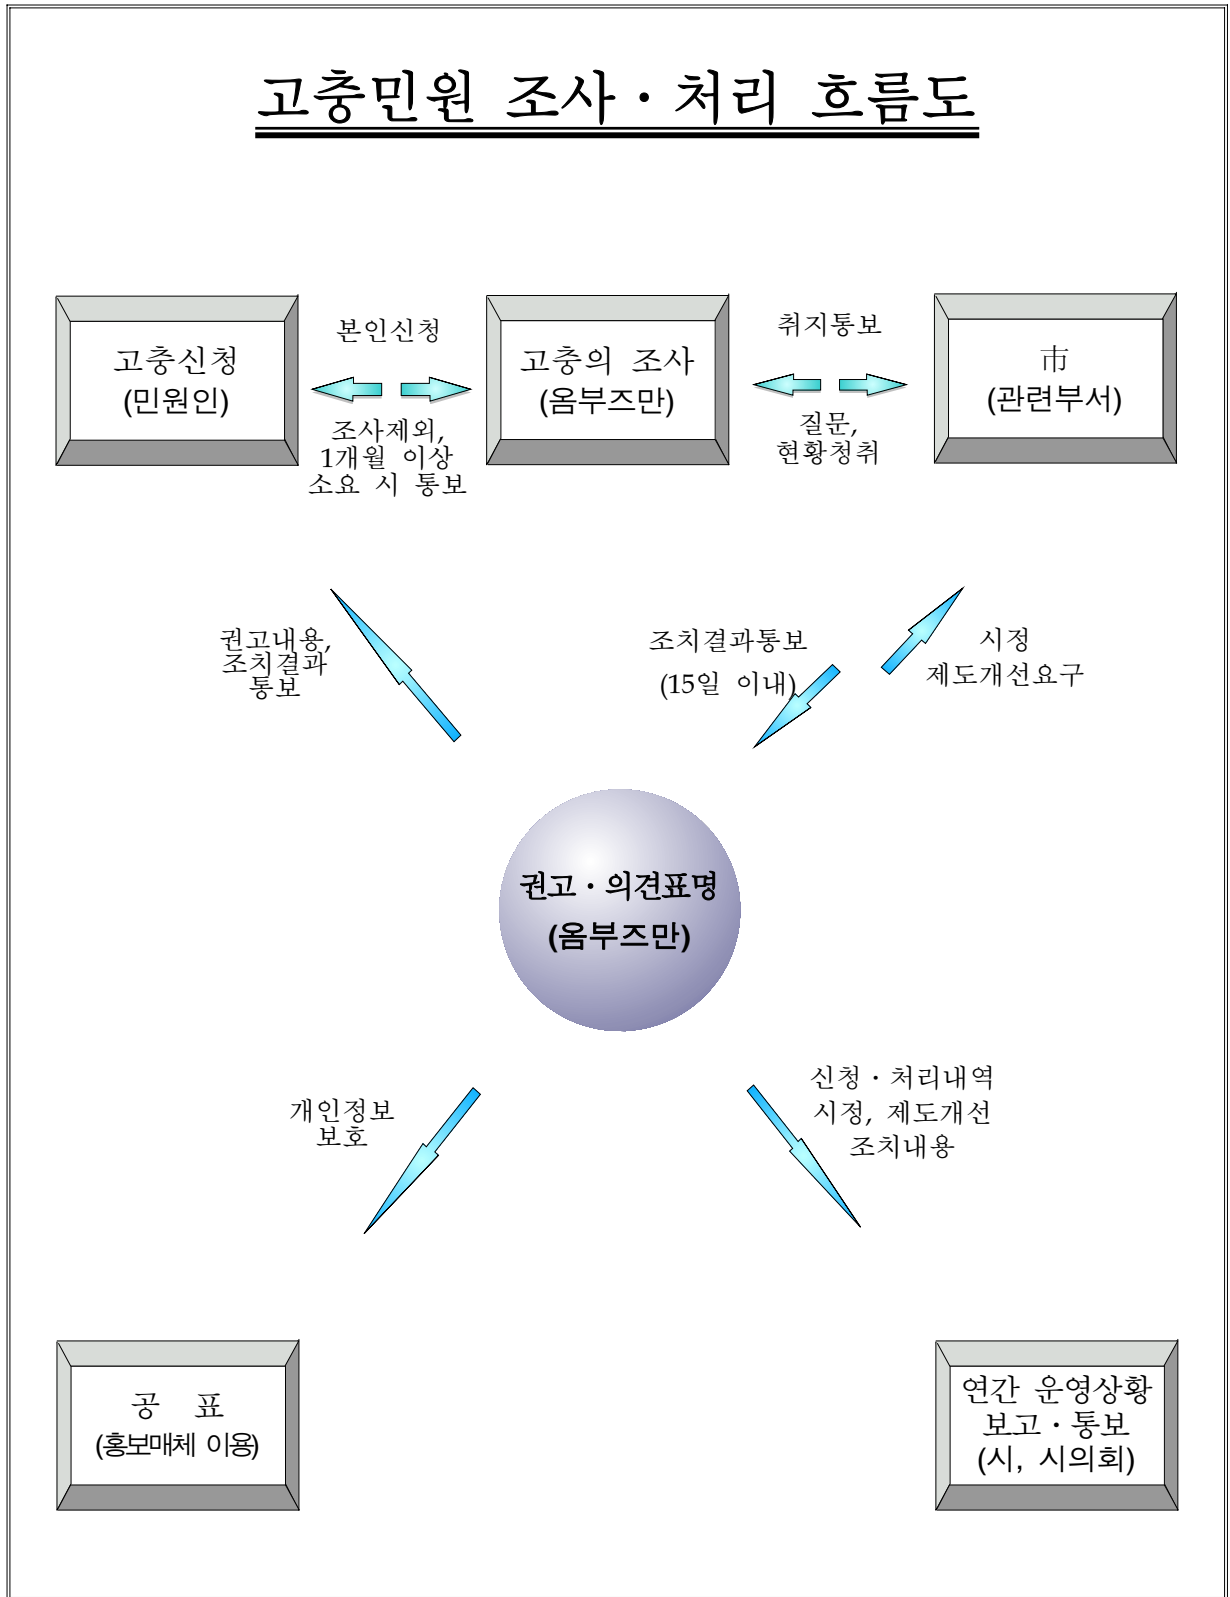 고충민원 조사·처리 흐름도
고충신청
(민원인)
본인신청
조사제외,
1개월 이상
소요 시 통보
고충의 조사
(옴부즈만)
취지통보
질문,
현황청취
市
(관련부서)
권고내용,
조치결과
통보
조치결과통보
(15일 이내)
시정
제도개선요구
권고·의견표명
(옴부즈만)
개인정보
보호
신청·처리내역
시정, 제도개선
조치내용
공 표
(홍보매체 이용)
연간 운영상황
보고·통보
(시, 시의회)